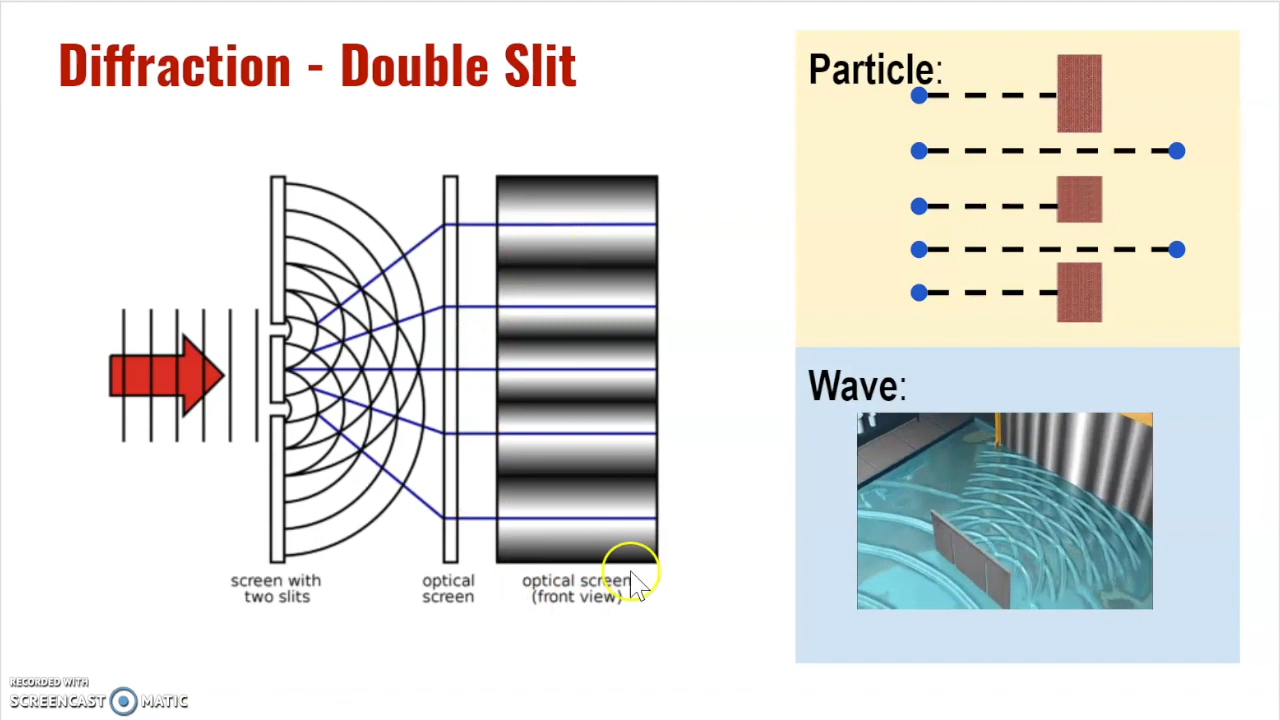 Diffraction - Double Slit
Particle:
Wave:
screen with
two slits
optical
screen
optical screen
(front view)
RECORDED WITH
SCREENCAST MATIC